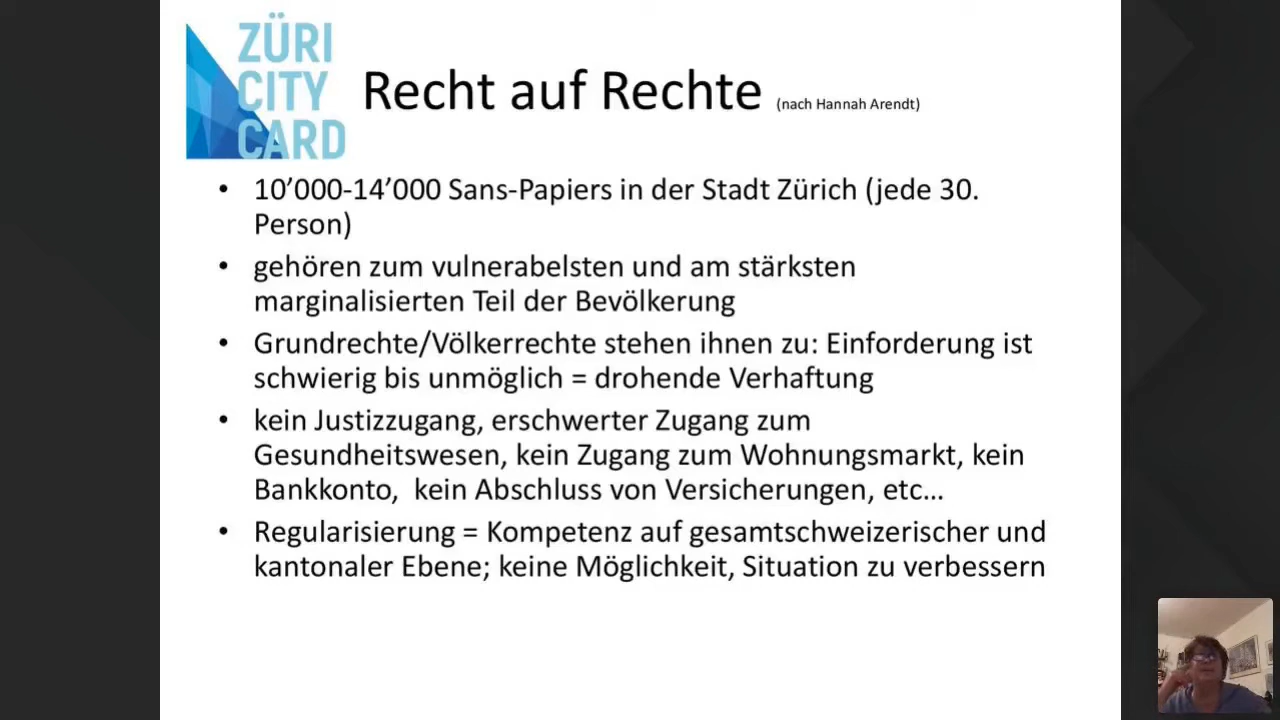 ZÜRI
CITY
CARD
Recht auf Rechte (nach Hannah Arendt)
• 10’000-14’000 Sans-Papiers in der Stadt Zürich (jede 30.
Person)
• gehören zum vulnerabelsten und am stärksten
marginalisierten Teil der Bevölkerung
• Grundrechte/Völkerrechte stehen ihnen zu: Einforderung ist
schwierig bis unmöglich = drohende Verhaftung
• kein Justizzugang, erschwerter Zugang zum
Gesundheitswesen, kein Zugang zum Wohnungsmarkt, kein
Bankkonto, kein Abschluss von Versicherungen, etc…
• Regularisierung = Kompetenz auf gesamtschweizerischer und
kantonaler Ebene; keine Möglichkeit, Situation zu verbessern